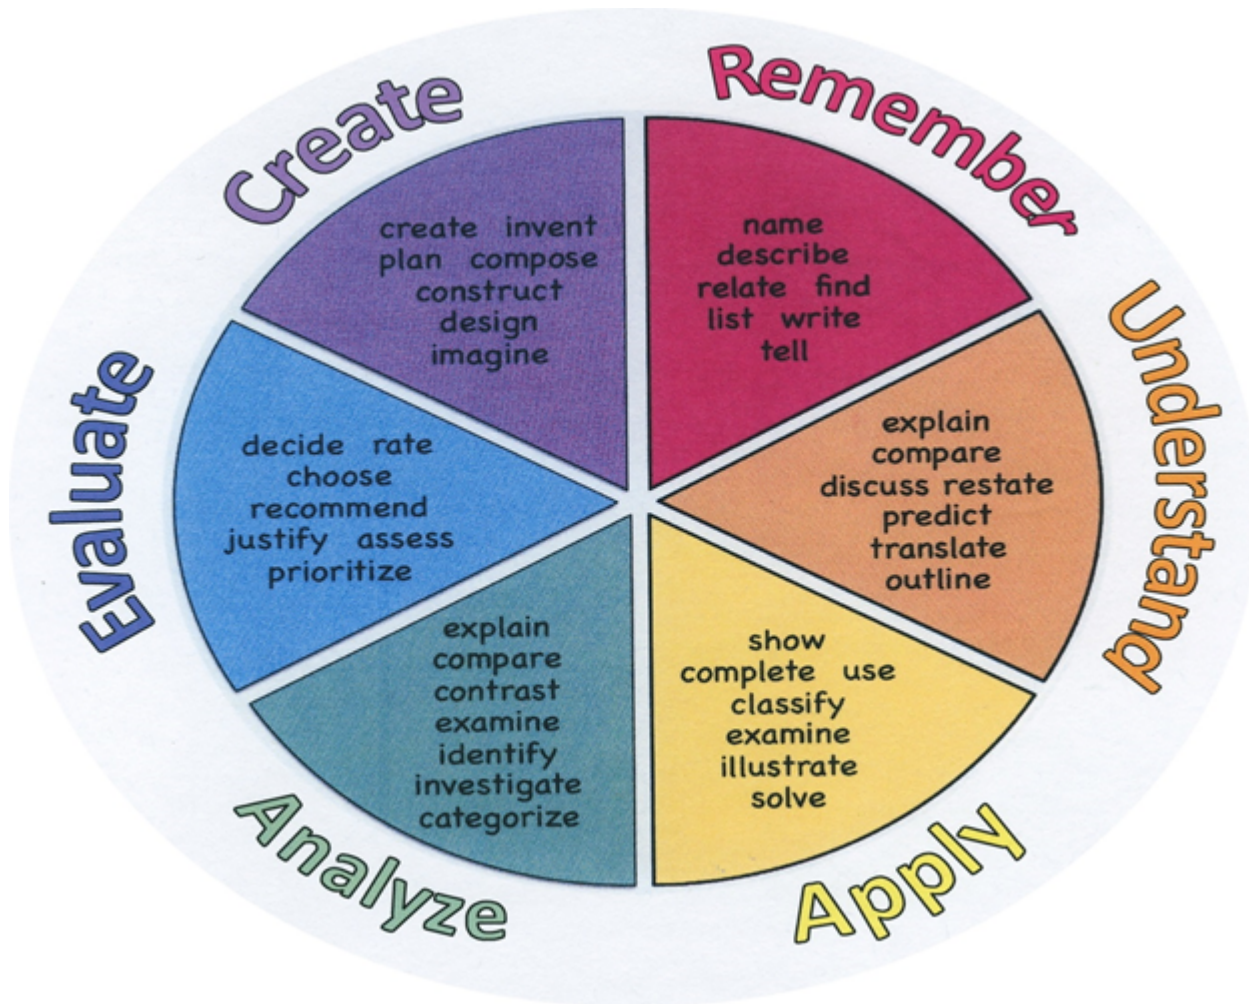 Remember
name
describe
relate find
list write
tell
Understand
explain
compare
discuss restate
predict
translate
outline
Apply
show
complete use
classify
examine
illustrate
solve
Analyze
explain
compare
contrast
examine
identify
investigate
categorize
Evaluate
decide rate
choose
recommend
justify assess
prioritize
Create
create invent
plan compose
construct
design
imagine